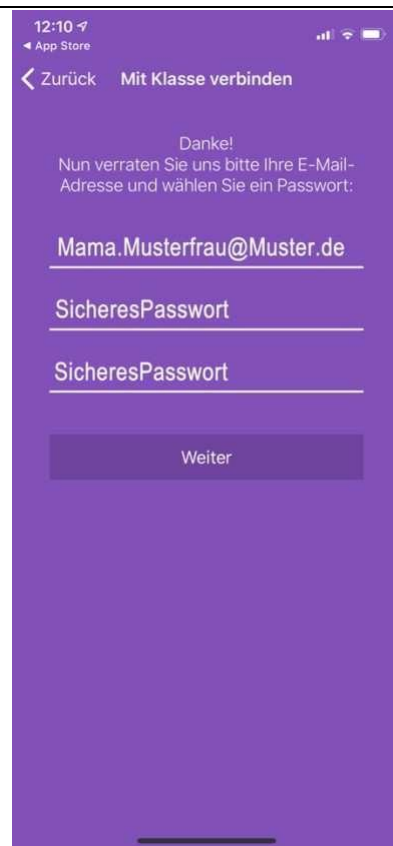 12:10
◀ App Store
Zurück Mit Klasse verbinden
Danke!
Nun verraten Sie uns bitte Ihre E-Mail-
Adresse und wählen Sie ein Passwort:
Mama.Musterfrau@Muster.de
SicheresPasswort
SicheresPasswort
Weiter